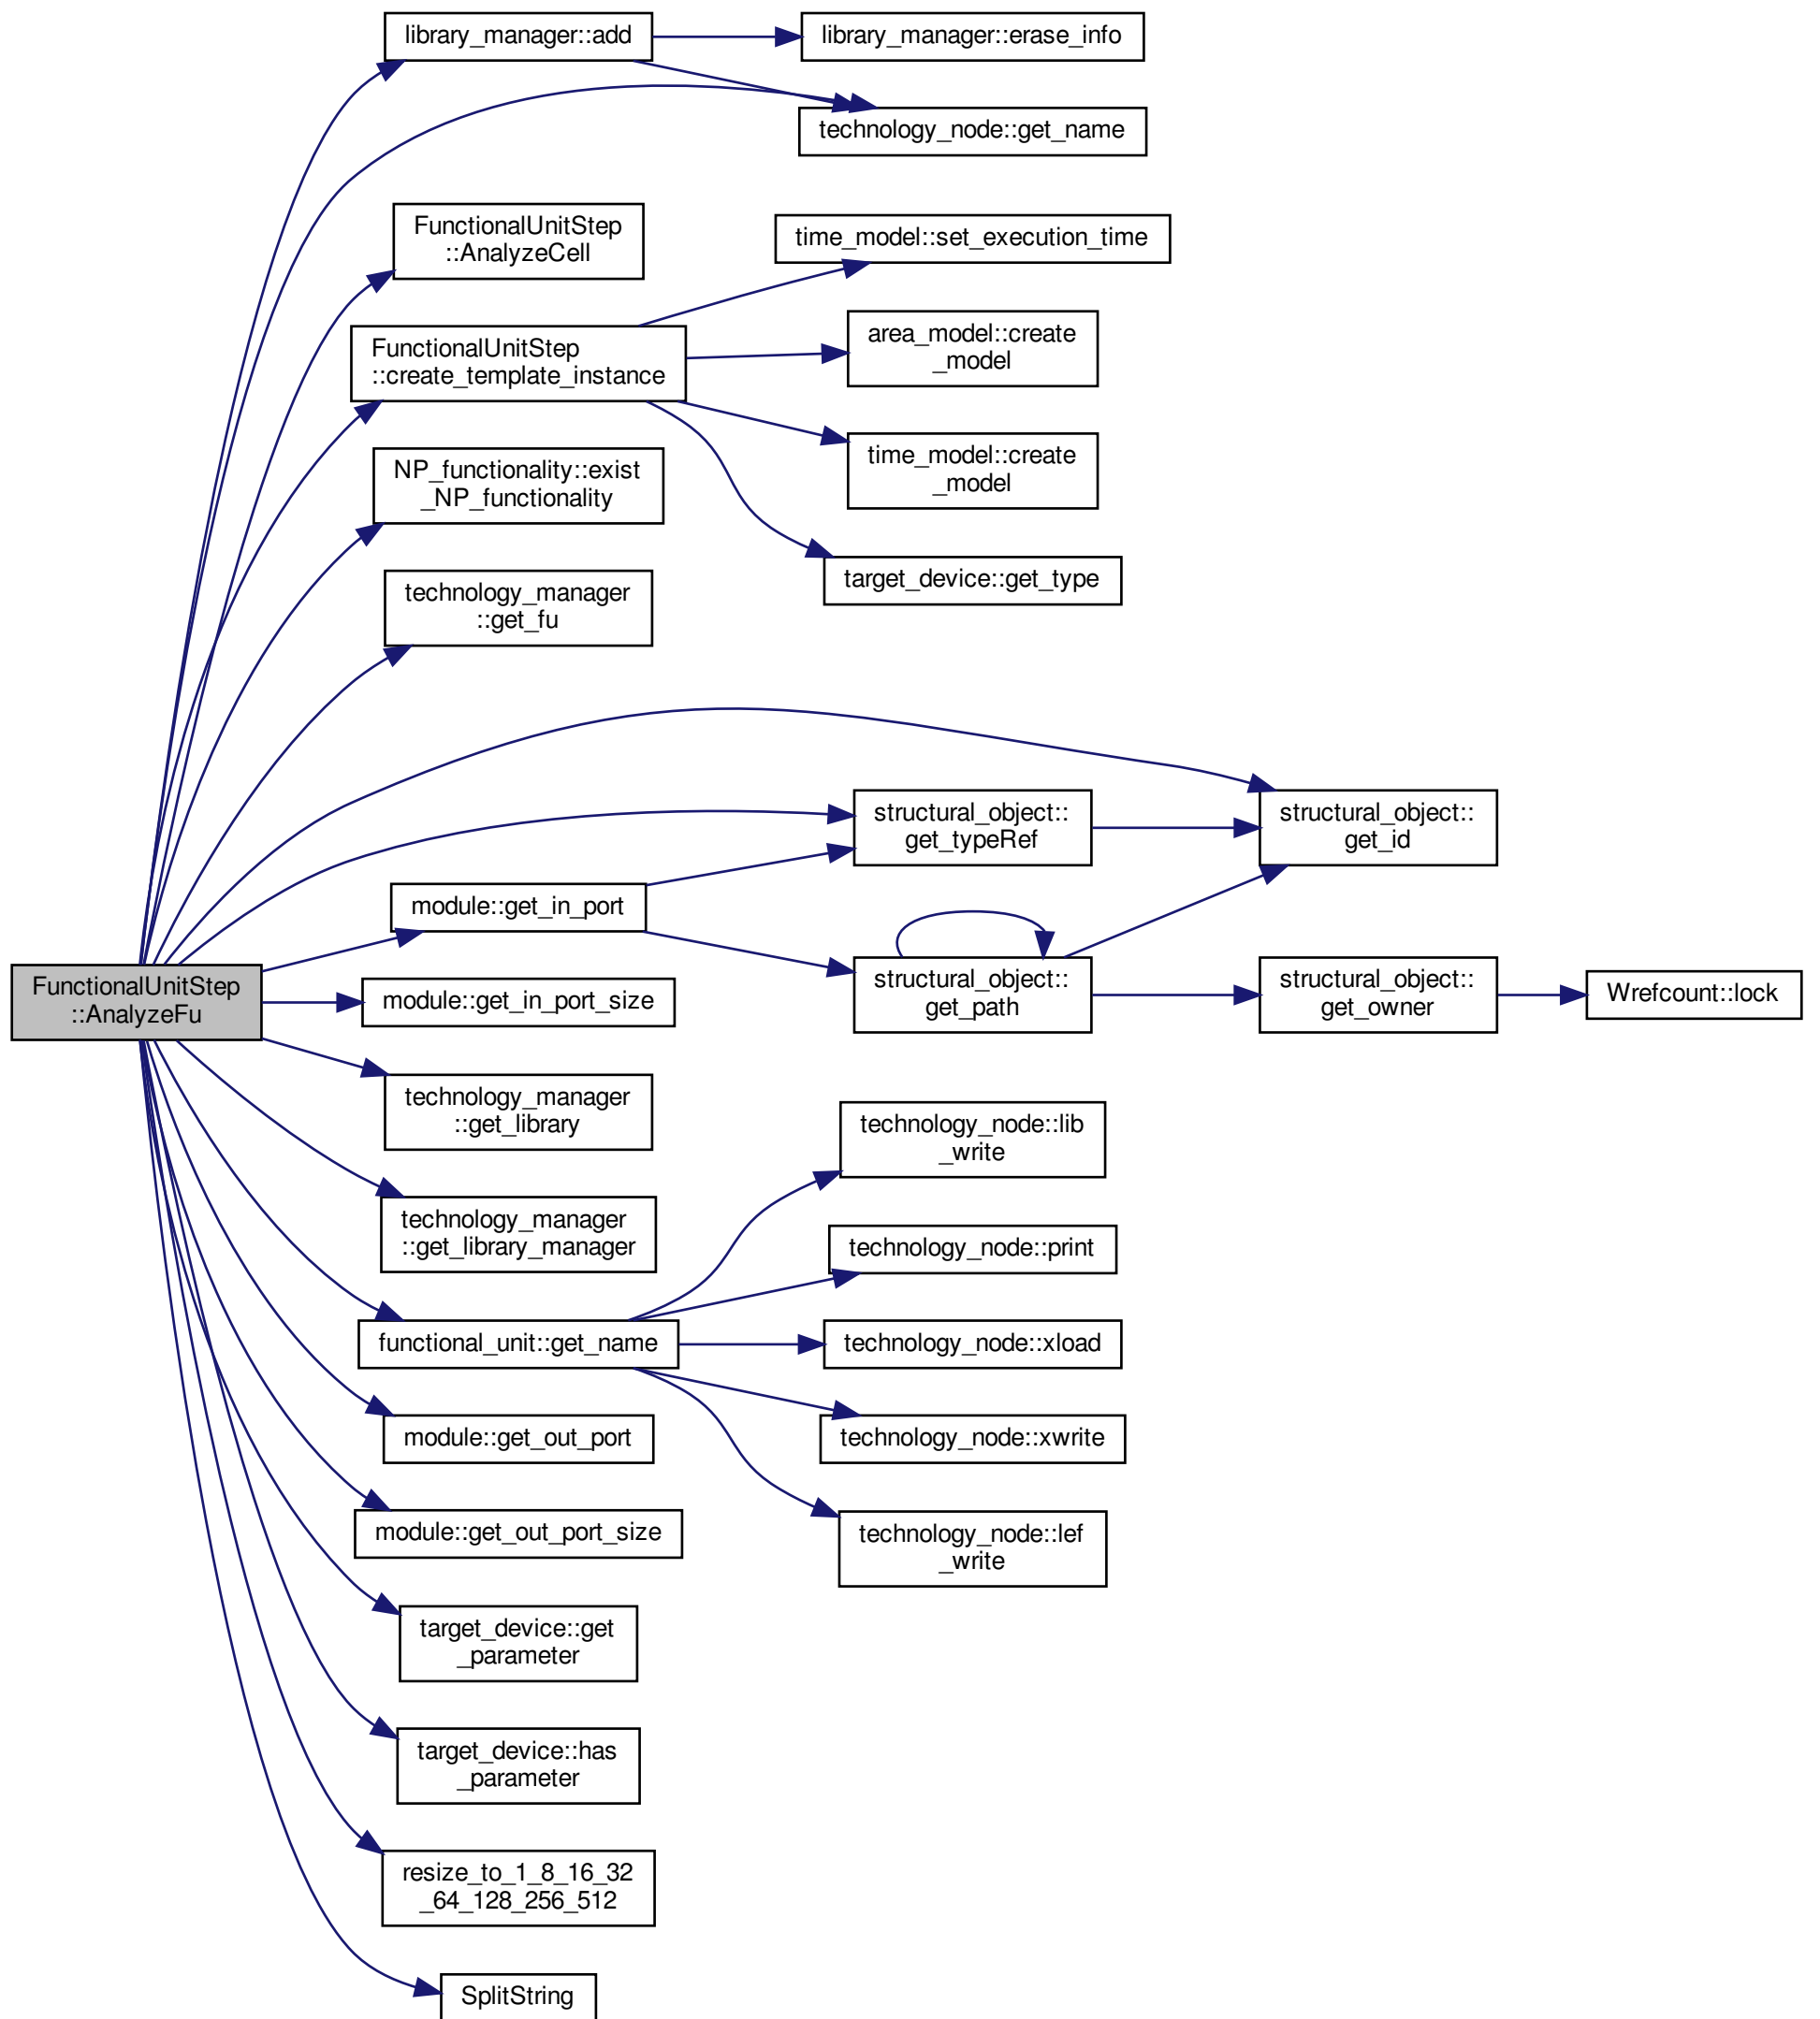 library_manager::add
library_manager::erase_info
technology_node::get_name
FunctionalUnitStep
::AnalyzeCell
time_model::set_execution_time
FunctionalUnitStep
::create_template_instance
area_model::create
_model
time_model::create
_model
NP_functionality::exist
_NP_functionality
target_device::get_type
technology_manager
::get_fu
structural_object::
get_typeRef
structural_object::
get_id
module::get_in_port
FunctionalUnitStep
::AnalyzeFu
module::get_in_port_size
structural_object::
get_path
structural_object::
get_owner
Wrefcount::lock
technology_manager
::get_library
technology_node::lib
_write
technology_manager
::get_library_manager
technology_node::print
functional_unit::get_name
technology_node::xload
module::get_out_port
technology_node::xwrite
module::get_out_port_size
technology_node::lef
_write
target_device::get
_parameter
target_device::has
_parameter
resize_to_1_8_16_32
_64_128_256_512
SplitString